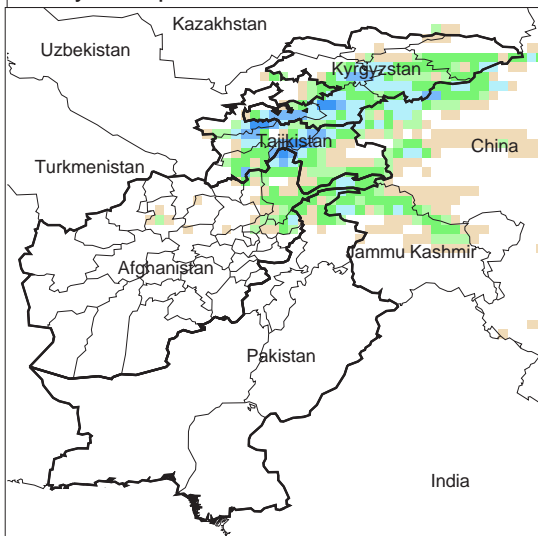 Kazakhstan
Uzbekistan
Kyrgyzstan
Tajikistan
China
Turkmenistan
Jammu Kashmir
Afghanistan
Pakistan
India